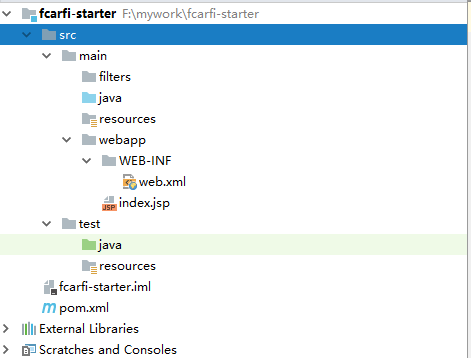 fcarfi-starter F:\mywork\fcarfi-starter
src
main
filters
java
resources
webapp
WEB-INF
web.xml
JSP index.jsp
test
java
resources
fcarfi-starter.iml
m pom.xml
External Libraries
Scratches and Consoles